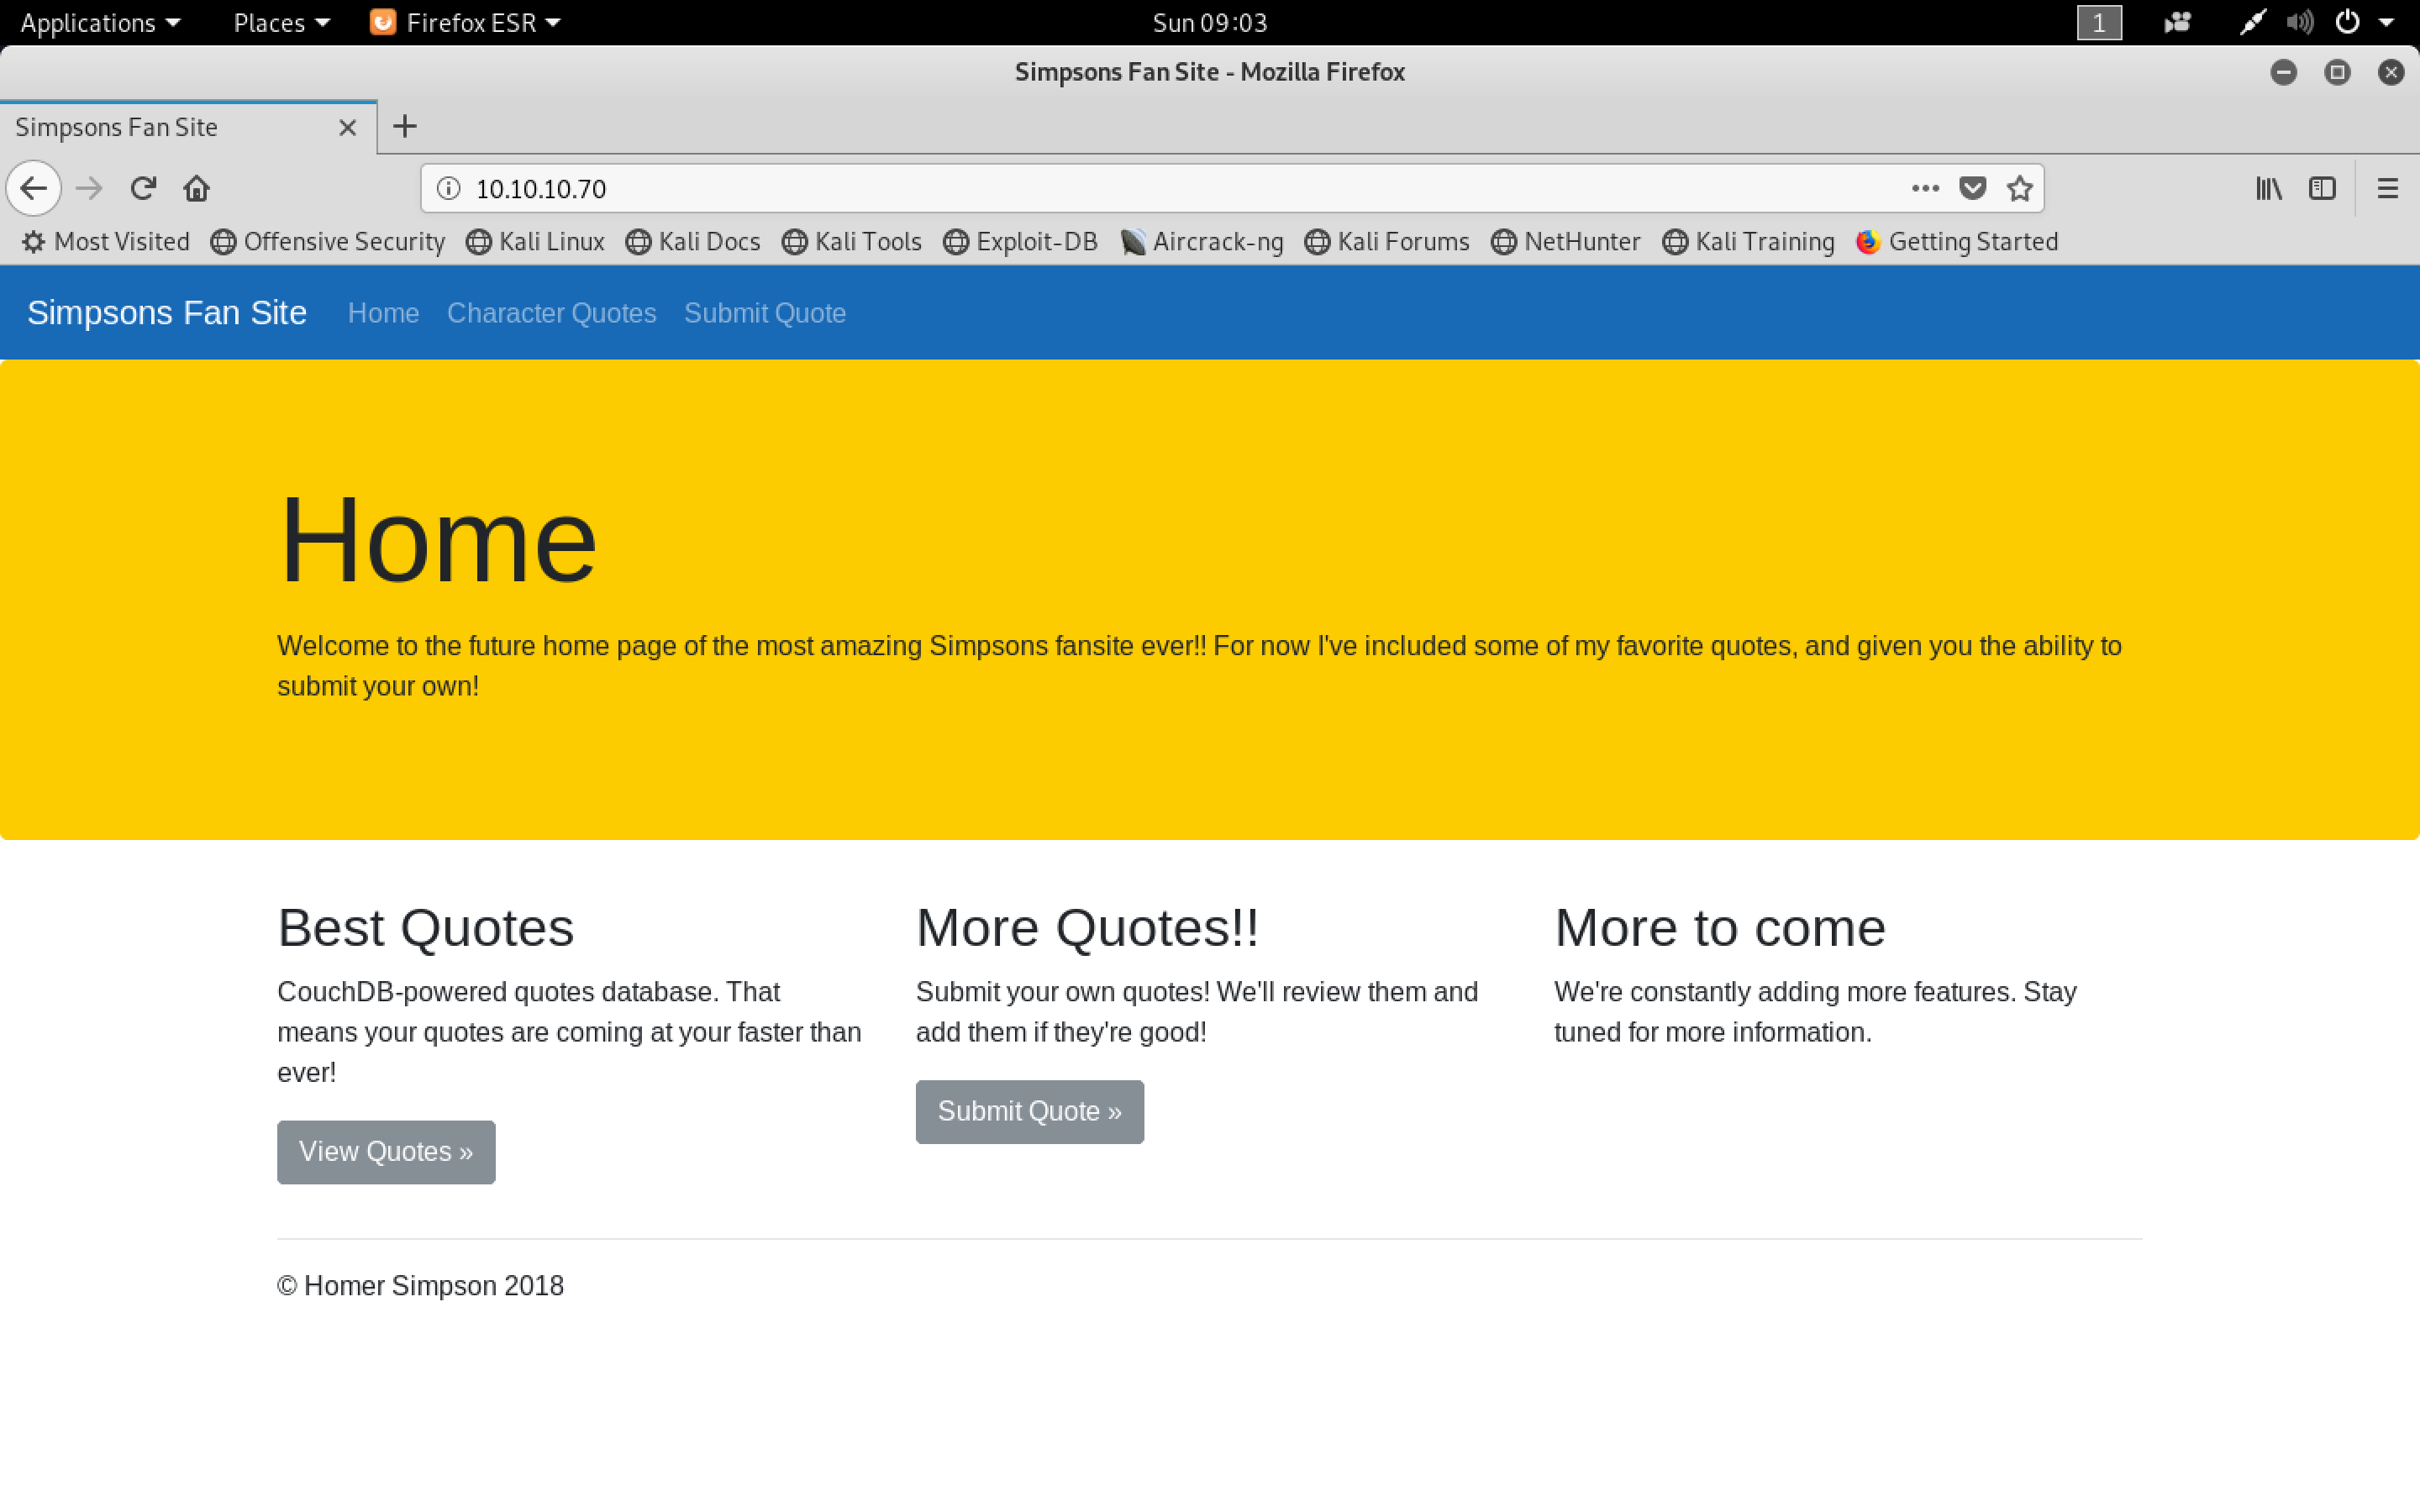 Applications Places Firefox ESR Sun 09:03 1
Simpsons Fan Site - Mozilla Firefox
Simpsons Fan Site
10.10.10.70
Most Visited Offensive Security Kali Linux Kali Docs Kali Tools Exploit-DB Aircrack-ng Kali Forums NetHunter Kali Training Getting Started
Simpsons Fan Site Home Character Quotes Submit Quote
Home
Welcome to the future home page of the most amazing Simpsons fansite ever!! For now I've included some of my favorite quotes, and given you the ability to
submit your own!
Best Quotes
CouchDB-powered quotes database. That
means your quotes are coming at your faster than
ever!
View Quotes »
More Quotes!!
Submit your own quotes! We'll review them and
add them if they're good!
Submit Quote »
More to come
We're constantly adding more features. Stay
tuned for more information.
© Homer Simpson 2018